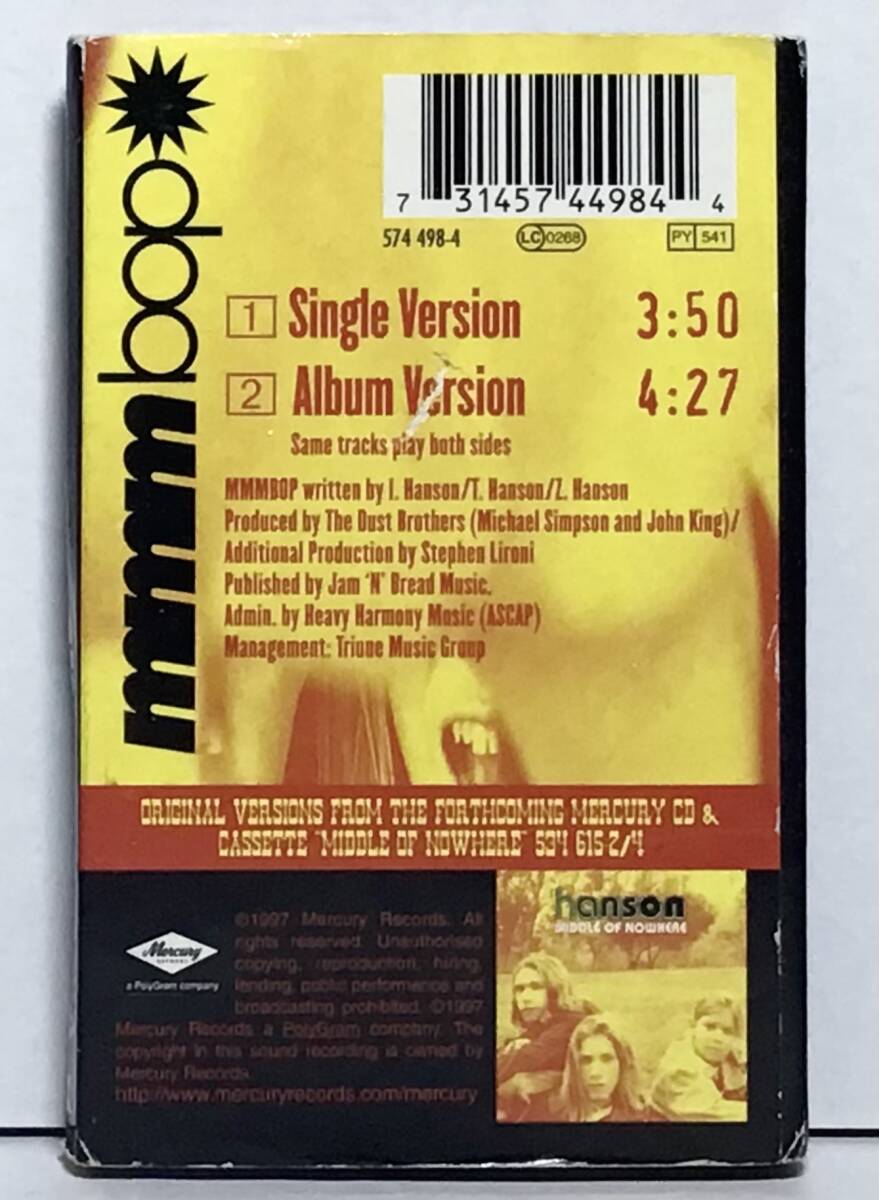 mmmbop
7 31457 44984 4
574 498-4 LC 0268 PY 541
1 Single Version 3:50
2 Album Version 4:27
Same tracks play both sides
MMMBOP written by I. Hanson/T. Hanson/Z. Hanson
Produced by The Dust Brothers (Michael Simpson and John King)/
Additional Production by Stephen Lironi
Published by Jam 'N' Bread Music.
Admin. by Heavy Harmony Music (ASCAP)
Management: Triune Music Group
ORIGINAL VERSIONS FROM THE FORTHCOMING MERCURY CD &
CASSETTE "MIDDLE OF NOWHERE" 534 615-2/4
Mercury
RECORDS
a PolyGram company
©1997 Mercury Records. All
rights reserved. Unauthorised
copying, reproduction, hiring,
lending, public performance and
broadcasting prohibited. ©1997
Mercury Records a PolyGram company. The
copyright in this sound recording is owned by
Mercury Records.
http://www.mercuryrecords.com/mercury
hanson
MIDDLE OF NOWHERE